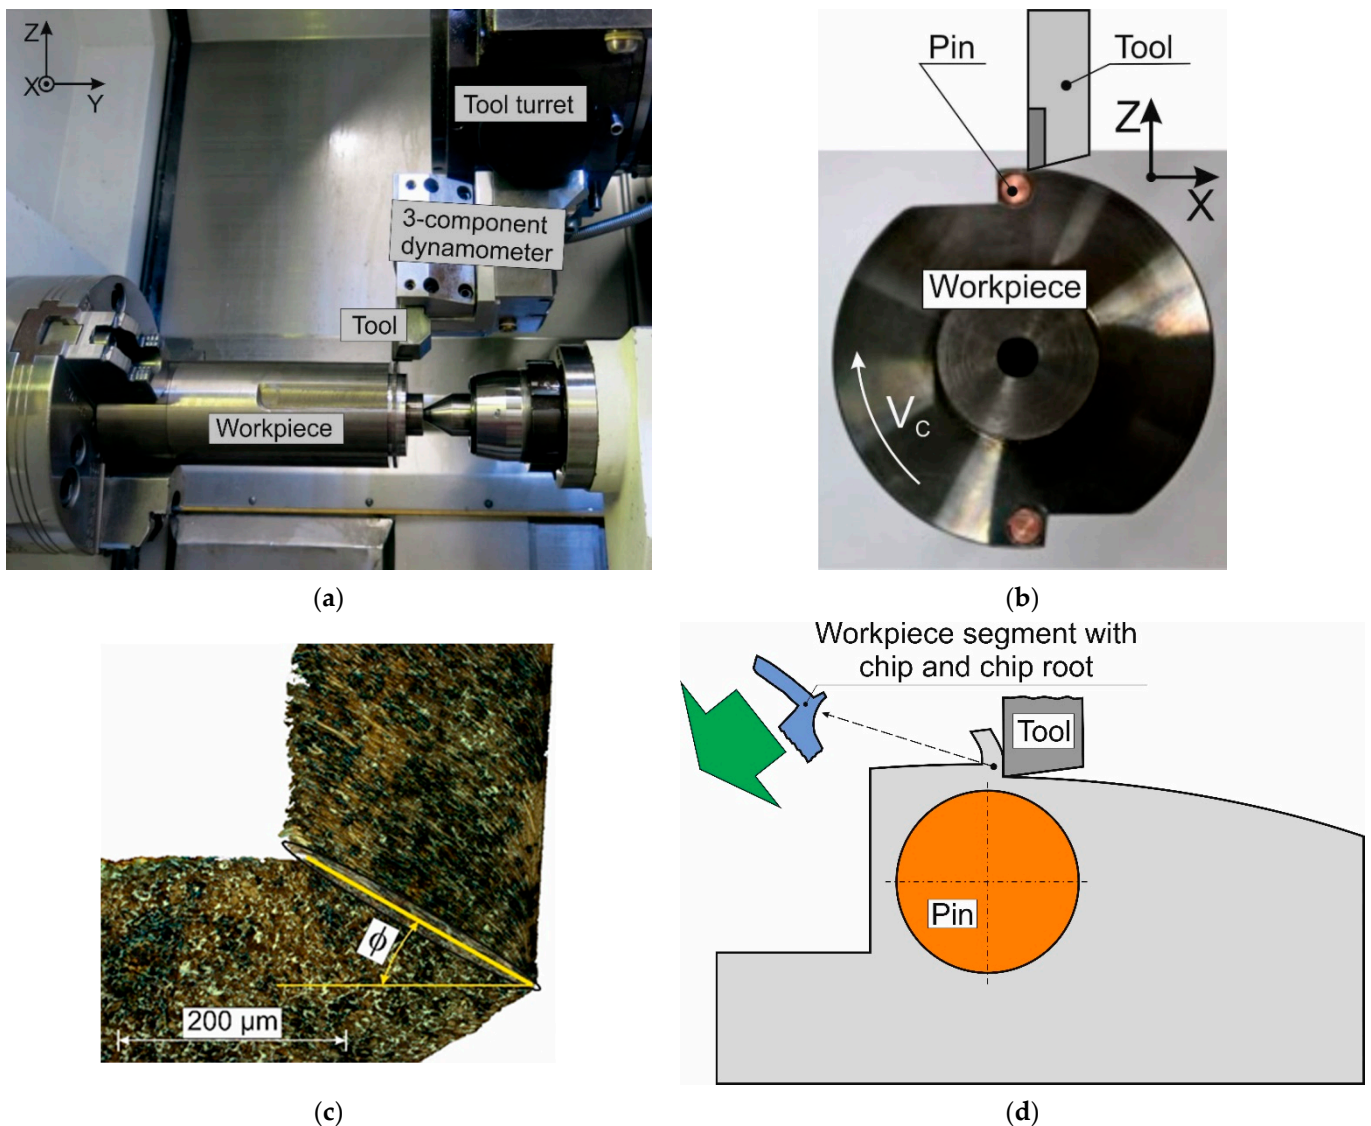 Z
X
Y
Tool turret
3-component
dynamometer
Tool
Workpiece
(a)
Pin
Tool
Z
X
Workpiece
Vc
(b)
ϕ
200 µm
(c)
Workpiece segment with
chip and chip root
Tool
Pin
(d)